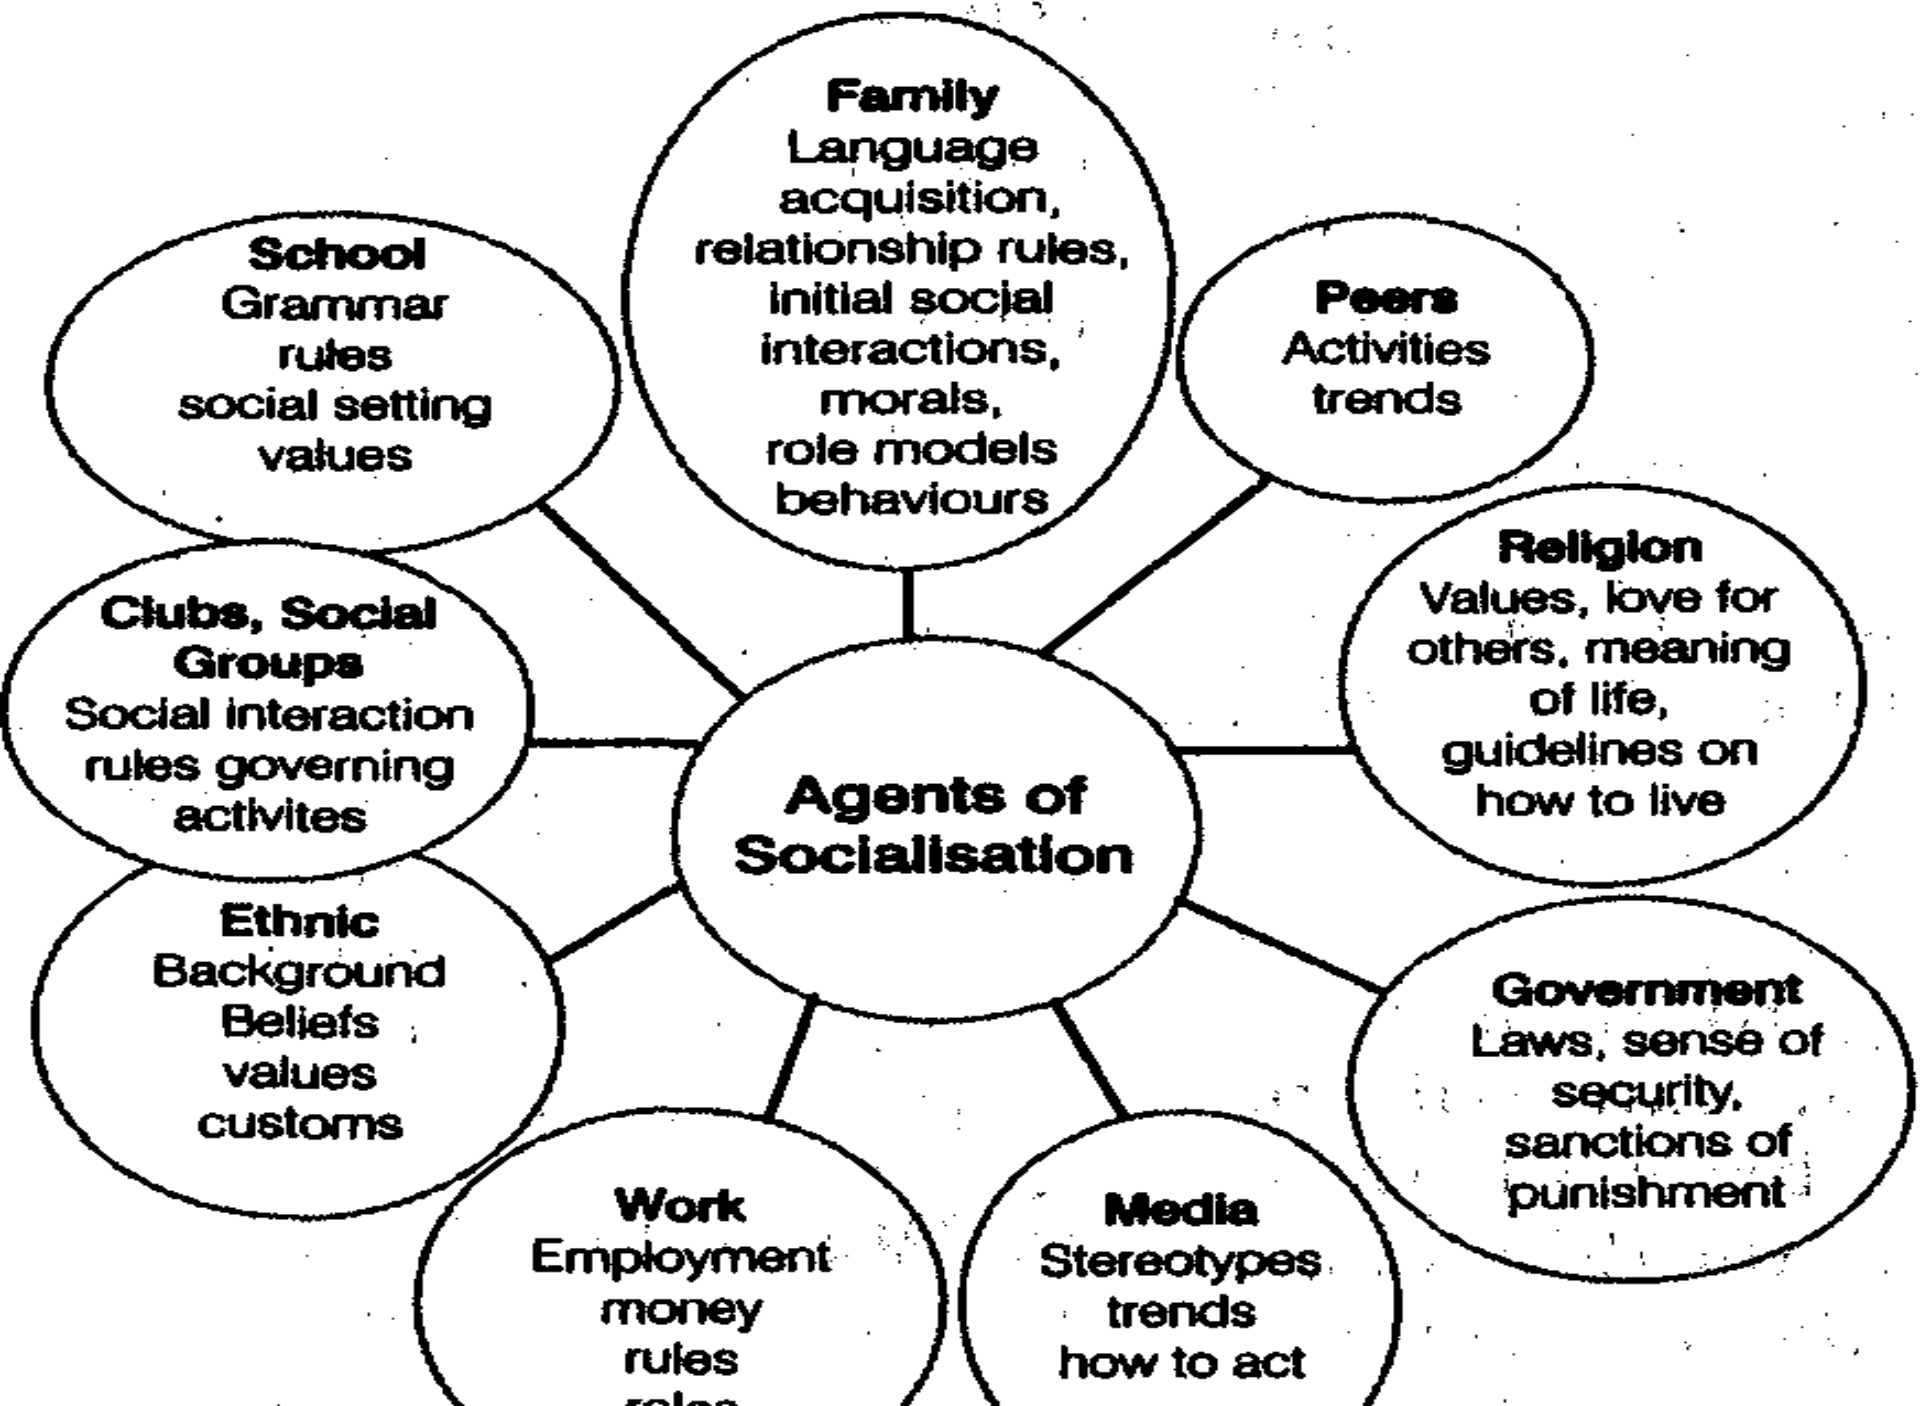 Family
Language
acquisition,
relationship rules,
initial social
interactions,
morals,
role models
behaviours
School
Grammar
rules
social setting
values
Peers
Activities
trends
Clubs, Social
Groups
Social interaction
rules governing
activites
Religion
Values, love for
others, meaning
of life,
guidelines on
how to live
Agents of
Socialisation
Ethnic
Background
Beliefs
values
customs
Government
Laws, sense of
security,
sanctions of
punishment
Work
Employment
money
rules
Media
Stereotypes
trends
how to act